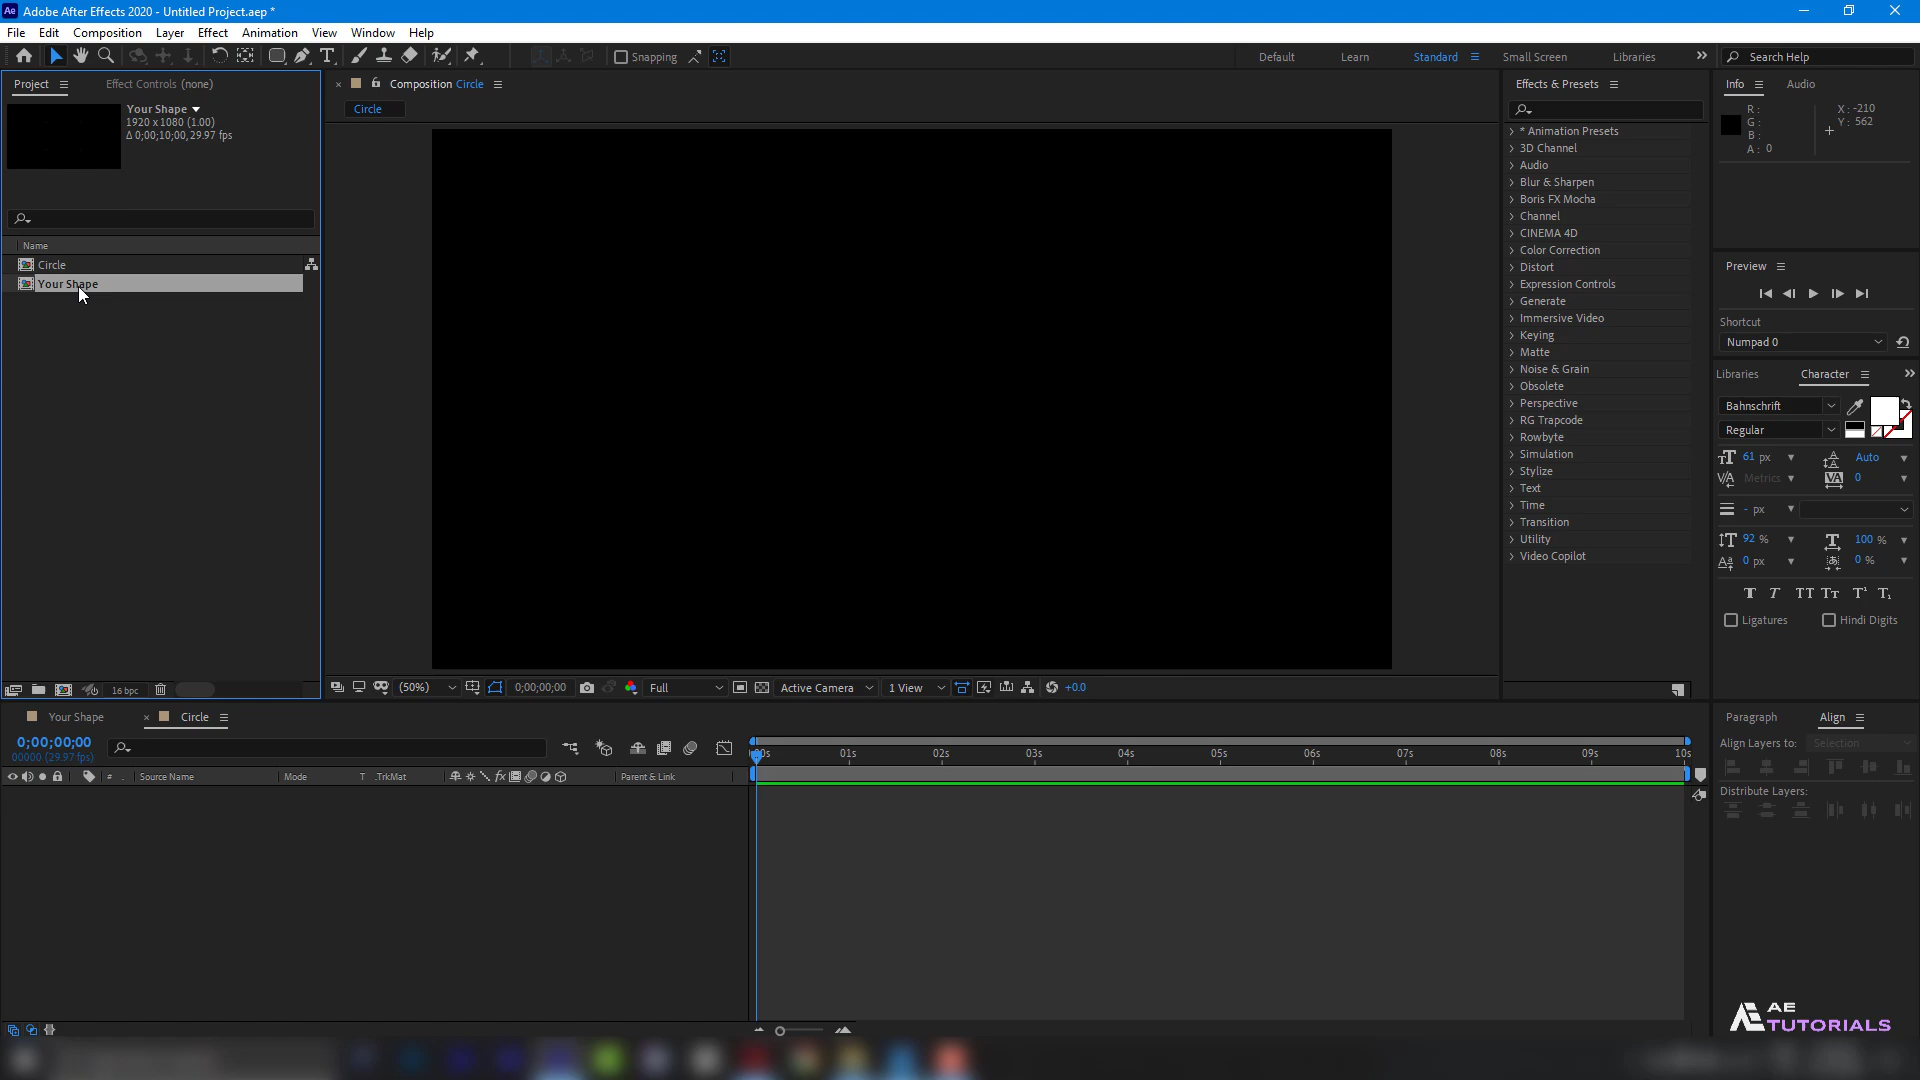 Ae Adobe After Effects 2020 - Untitled Project.aep *
File Edit Composition Layer Effect Animation View Window Help
Snapping Default Learn Standard Small Screen Libraries Search Help
Project Effect Controls (none)
Your Shape
1920 x 1080 (1.00)
Δ 0;00;10;00, 29.97 fps
Name
Circle
Your Shape
16 bpc
Composition Circle
Circle
(50%) 0;00;00;00 Full Active Camera 1 View +0.0
Effects & Presets
* Animation Presets
3D Channel
Audio
Blur & Sharpen
Boris FX Mocha
Channel
CINEMA 4D
Color Correction
Distort
Expression Controls
Generate
Immersive Video
Keying
Matte
Noise & Grain
Obsolete
Perspective
RG Trapcode
Rowbyte
Simulation
Stylize
Text
Time
Transition
Utility
Video Copilot
Info Audio
R : X : -210
G : Y : 562
B :
A : 0
Preview
Shortcut
Numpad 0
Libraries Character
Bahnschrift
Regular
61 px Auto
Metrics 0
- px
92 % 100 %
0 px 0 %
T T TT Tr T¹ T₁
Ligatures Hindi Digits
Your Shape Circle
0;00;00;00
00000 (29.97 fps)
# Source Name Mode T .TrkMat fx Parent & Link
:00s 01s 02s 03s 04s 05s 06s 07s 08s 09s 10s
Paragraph Align
Align Layers to: Selection
Distribute Layers:
AE
TUTORIALS